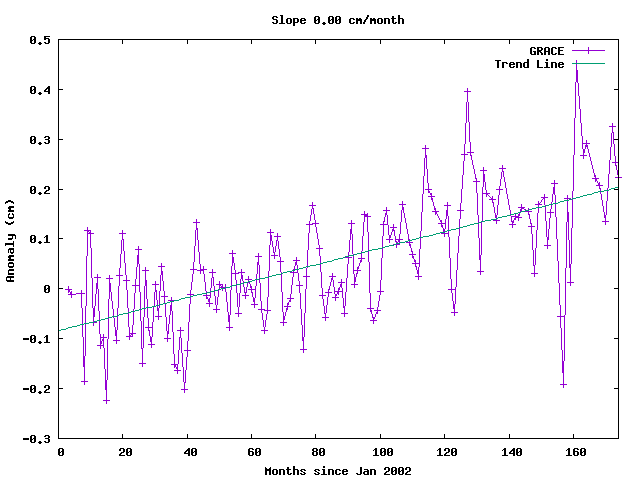 Slope 0.00 cm/month
GRACE
Trend Line
0.5
0.4
0.3
0.2
0.1
0
-0.1
-0.2
-0.3
Anomaly (cm)
0 20 40 60 80 100 120 140 160
Months since Jan 2002